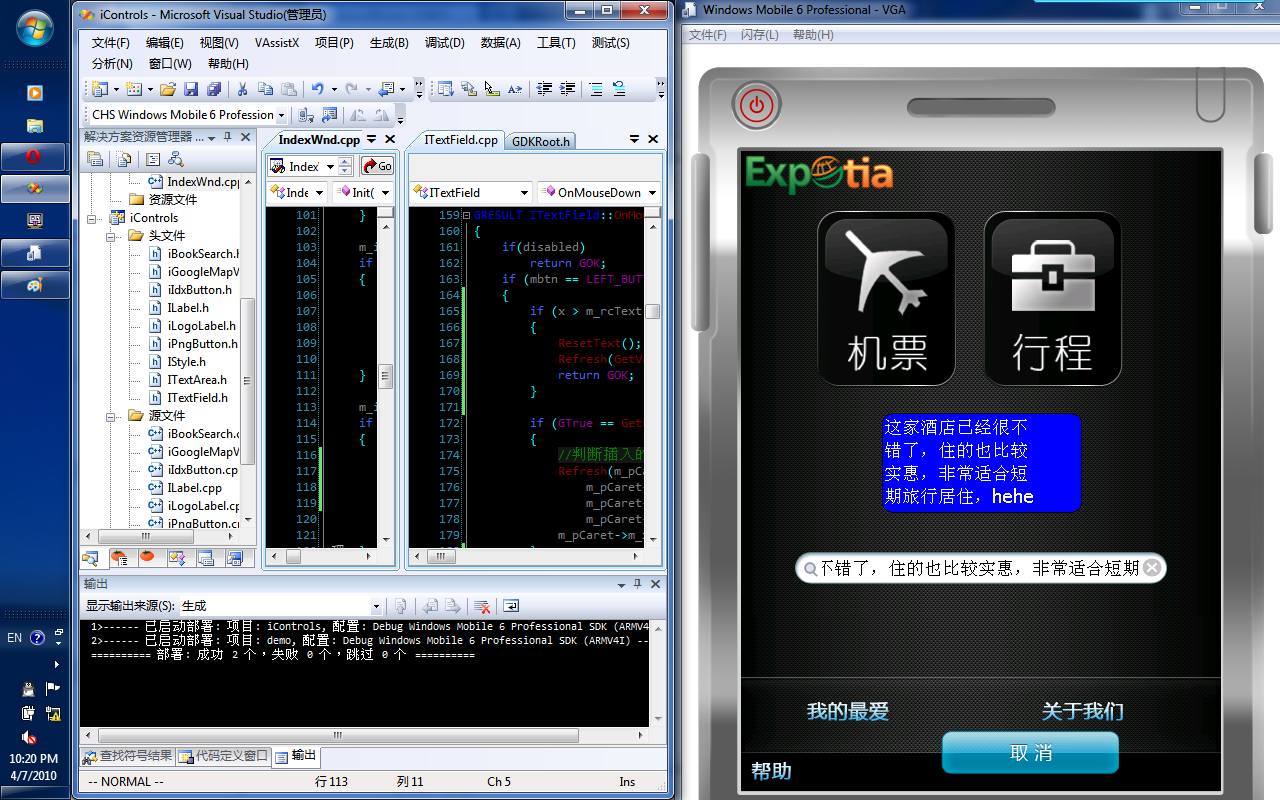 iControls - Microsoft Visual Studio(管理员)
文件(F) 编辑(E) 视图(V) VAssistX 项目(P) 生成(B) 调试(D) 数据(A) 工具(T) 测试(S)
分析(N) 窗口(W) 帮助(H)
CHS Windows Mobile 6 Profession
解决方案资源管理器 ...
IndexWnd.cpp
资源文件
iControls
头文件
iBookSearch.h
iGoogleMapV
iIdxButton.h
ILabel.h
iLogoLabel.h
iPngButton.h
IStyle.h
ITextArea.h
ITextField.h
源文件
iBookSearch.c
iGoogleMapV
iIdxButton.cp
ILabel.cpp
iLogoLabel.cp
iPngButton.c
IndexWnd.cpp
Index
Go
Inde
Init(
101 }
102
103 m_i
104 if
105 {
106
107
108
109
110
111 }
112
113 m_i
114 if
115 {
116
117
118
119
120
121
ITextField.cpp GDKRoot.h
ITextField OnMouseDown
159 GRESULT ITextField::OnMo
160 {
161 if(disabled)
162 return GOK;
163 if (mbtn == LEFT_BUT
164 {
165 if (x > m_rcText
166 {
167 ResetText();
168 Refresh(GetV
169 return GOK;
170 }
171
172 if (GTrue == Get
173 {
174 //判断插入的
175 Refresh(m_pCa
176 m_pCaret
177 m_pCaret
178 m_pCaret
179 m_pCaret->m_
输出
显示输出来源(S): 生成
1>------ 已启动部署: 项目: iControls, 配置: Debug Windows Mobile 6 Professional SDK (ARMV4
2>------ 已启动部署: 项目: demo, 配置: Debug Windows Mobile 6 Professional SDK (ARMV4I) --
========== 部署: 成功 2 个，失败 0 个，跳过 0 个 ==========
查找符号结果 代码定义窗口 输出
-- NORMAL -- 行 113 列 11 Ch 5 Ins
EN
10:20 PM
4/7/2010
Windows Mobile 6 Professional - VGA
文件(F) 闪存(L) 帮助(H)
Expotia
机票 行程
这家酒店已经很不
错了，住的也比较
实惠，非常适合短
期旅行居住，hehe
不错了，住的也比较实惠，非常适合短期
我的最爱 关于我们
取 消
帮助